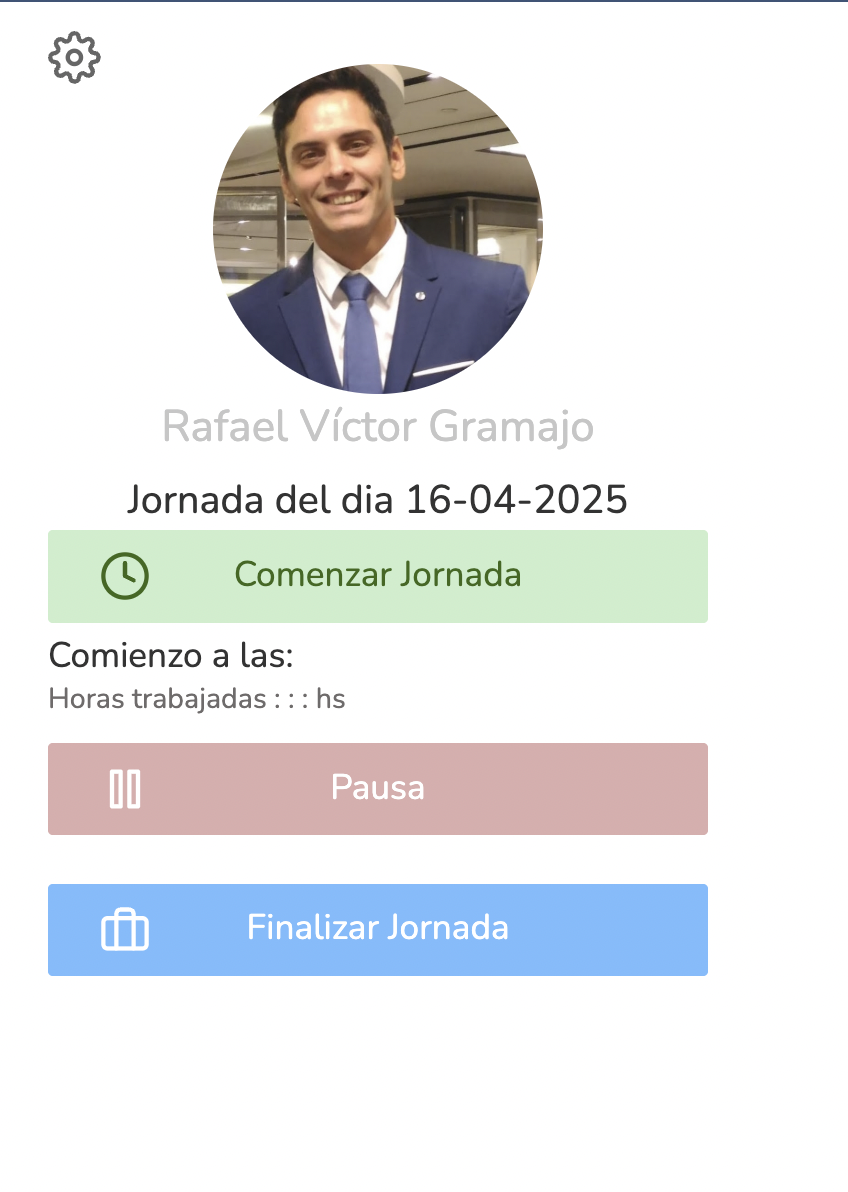 Rafael Víctor Gramajo
Jornada del dia 16-04-2025
Comenzar Jornada
Comienzo a las:
Horas trabajadas : : : hs
Pausa
Finalizar Jornada